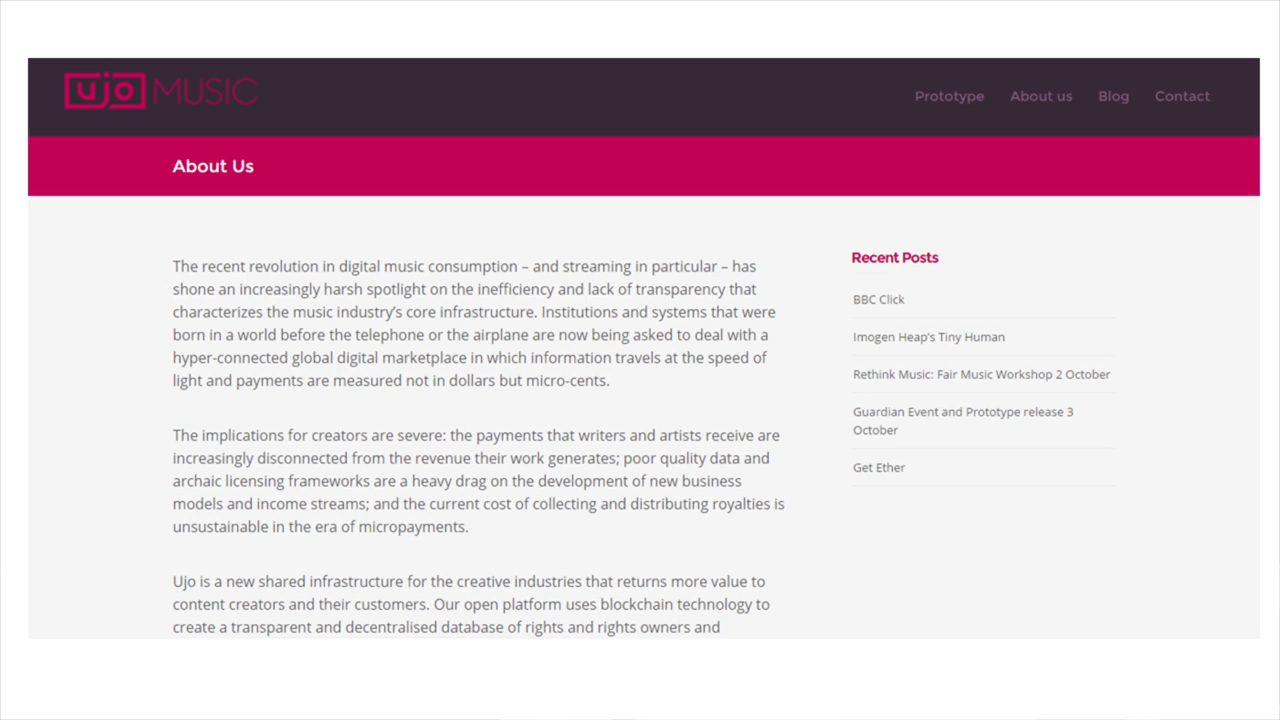 ujo MUSIC
Prototype About us Blog Contact
About Us
The recent revolution in digital music consumption – and streaming in particular – has
shone an increasingly harsh spotlight on the inefficiency and lack of transparency that
characterizes the music industry's core infrastructure. Institutions and systems that were
born in a world before the telephone or the airplane are now being asked to deal with a
hyper-connected global digital marketplace in which information travels at the speed of
light and payments are measured not in dollars but micro-cents.
The implications for creators are severe: the payments that writers and artists receive are
increasingly disconnected from the revenue their work generates; poor quality data and
archaic licensing frameworks are a heavy drag on the development of new business
models and income streams; and the current cost of collecting and distributing royalties is
unsustainable in the era of micropayments.
Ujo is a new shared infrastructure for the creative industries that returns more value to
content creators and their customers. Our open platform uses blockchain technology to
create a transparent and decentralised database of rights and rights owners and
Recent Posts
BBC Click
Imogen Heap's Tiny Human
Rethink Music: Fair Music Workshop 2 October
Guardian Event and Prototype release 3
October
Get Ether